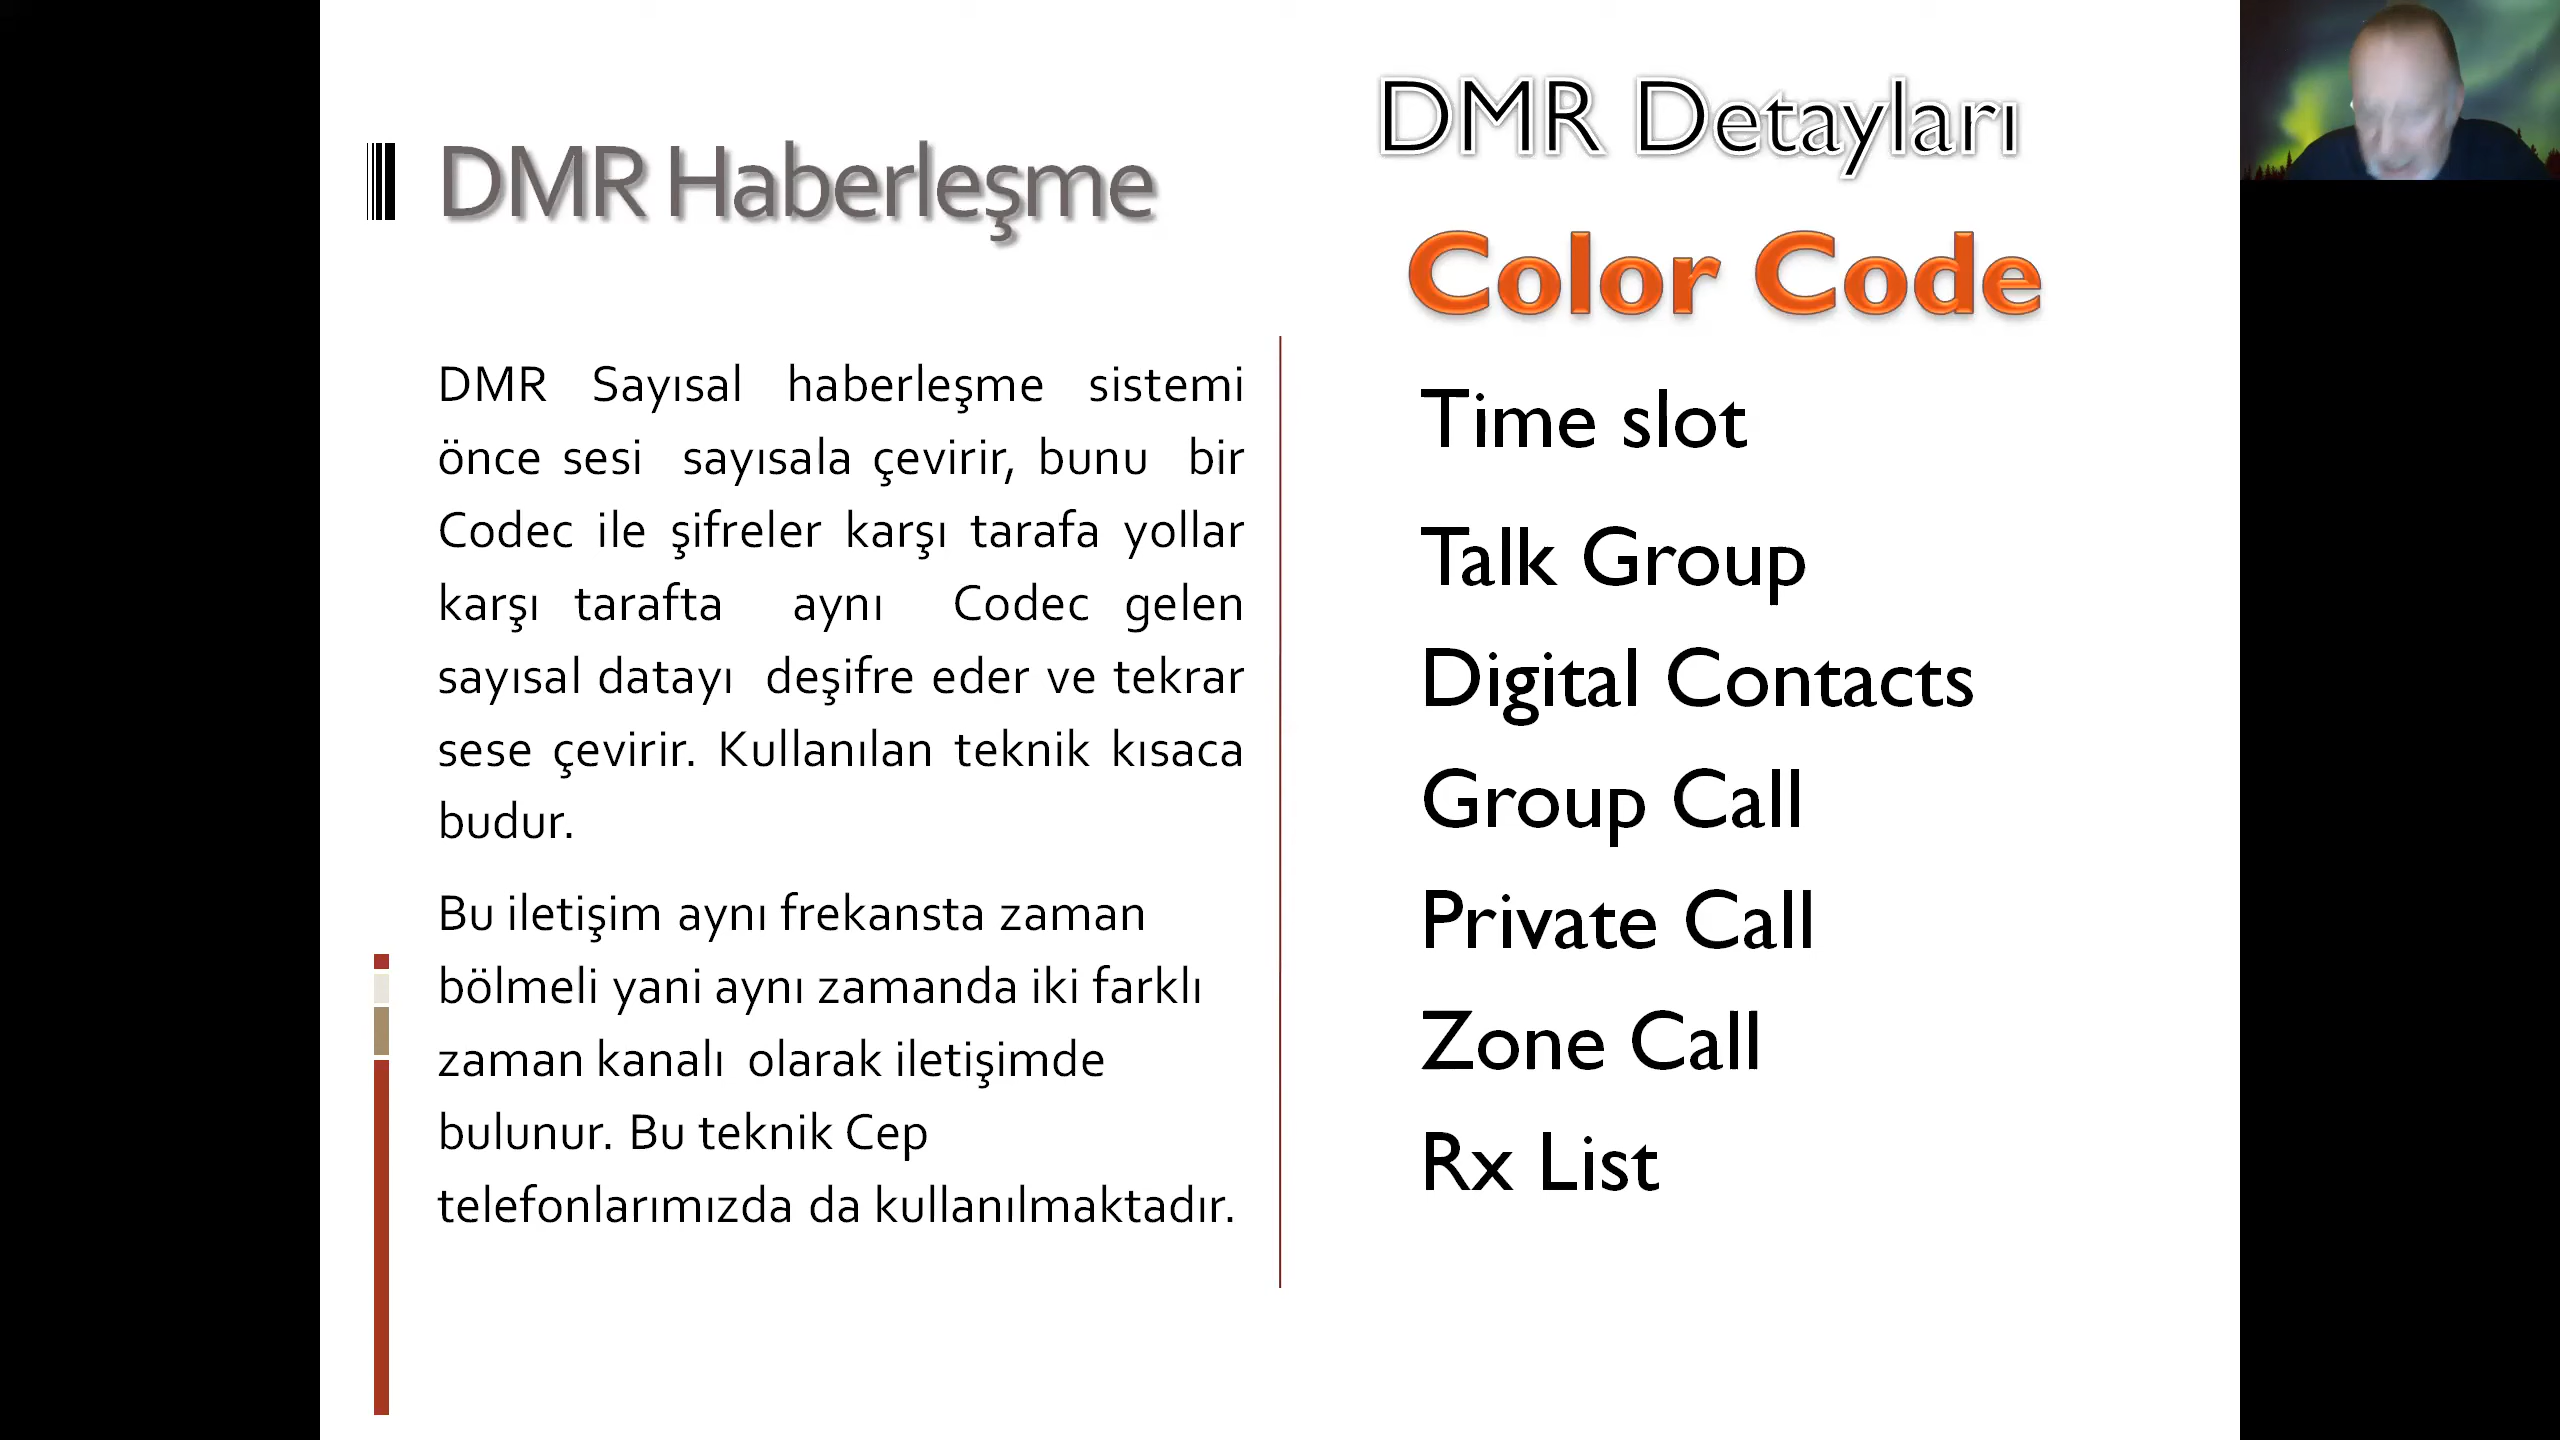 DMR Haberleşme
DMR Sayısal haberleşme sistemi
önce sesi sayısala çevirir, bunu bir
Codec ile şifreler karşı tarafa yollar
karşı tarafta aynı Codec gelen
sayısal datayı deşifre eder ve tekrar
sese çevirir. Kullanılan teknik kısaca
budur.
Bu iletişim aynı frekansta zaman
bölmeli yani aynı zamanda iki farklı
zaman kanalı olarak iletişimde
bulunur. Bu teknik Cep
telefonlarımızda da kullanılmaktadır.
DMR Detayları
Color Code
Time slot
Talk Group
Digital Contacts
Group Call
Private Call
Zone Call
Rx List